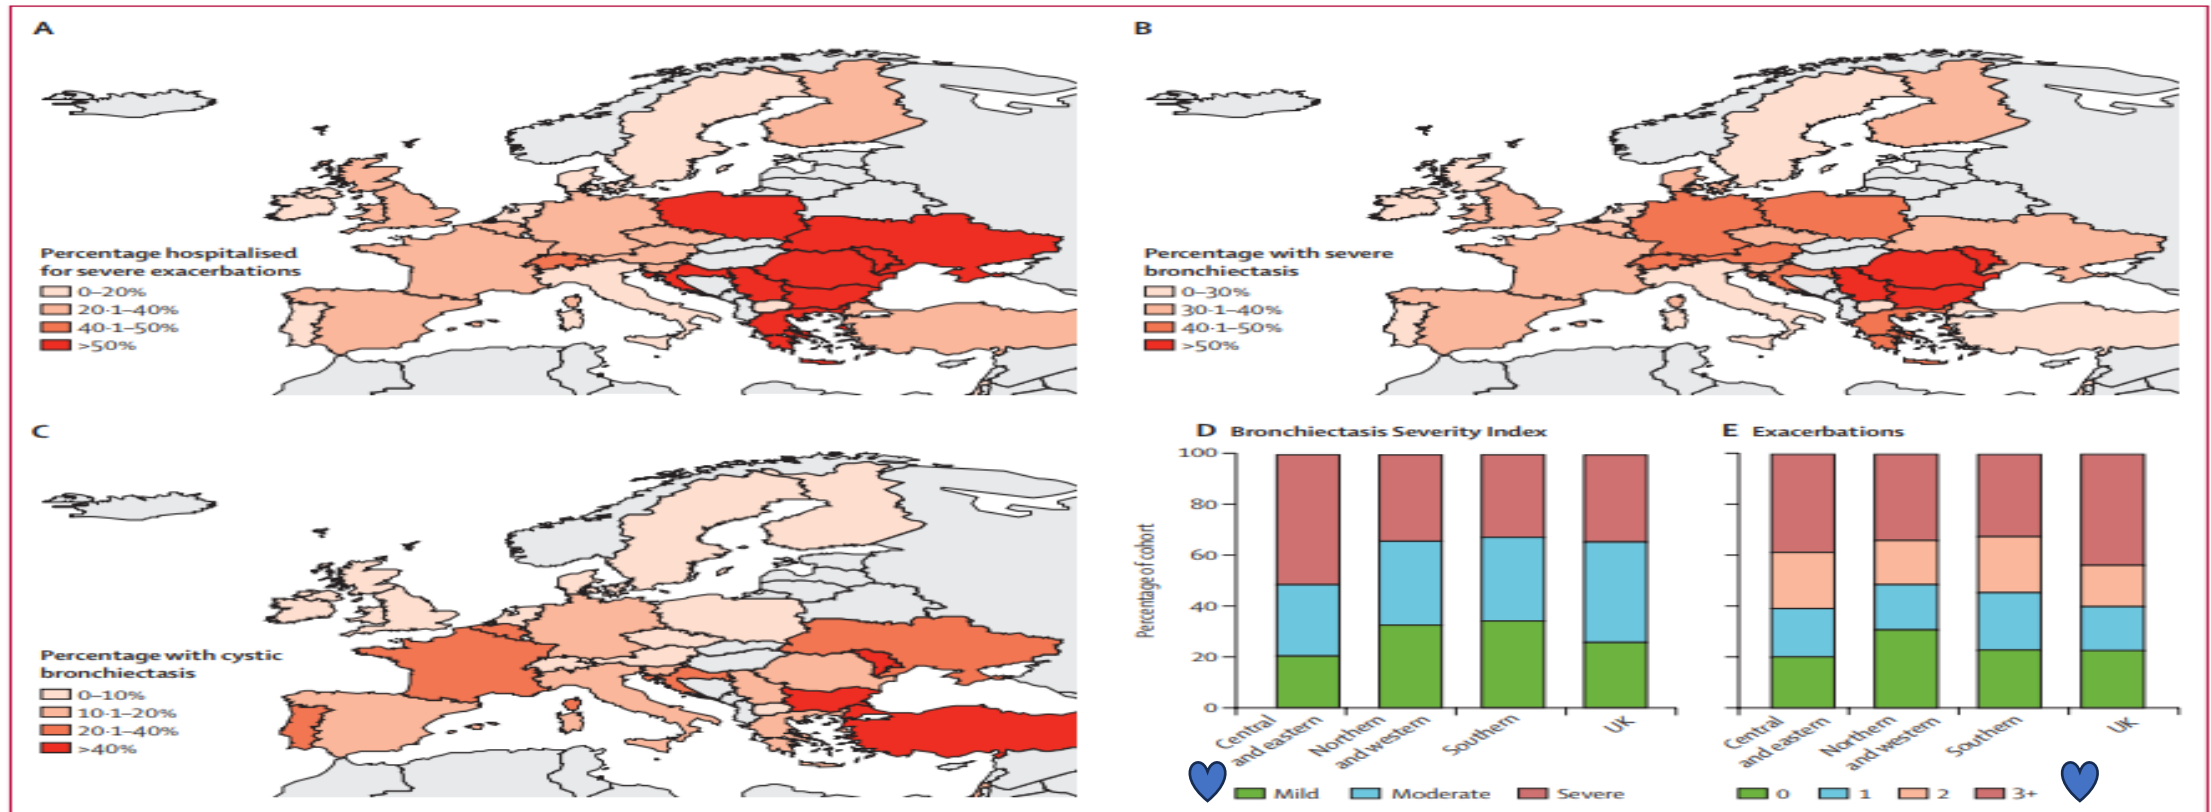 A
Percentage hospitalised
for severe exacerbations
0–20%
20·1–40%
40·1–50%
>50%
B
Percentage with severe
bronchiectasis
0–30%
30·1–40%
40·1–50%
>50%
C
Percentage with cystic
bronchiectasis
0–10%
10·1–20%
20·1–40%
>40%
D Bronchiectasis Severity Index
Percentage of cohort
100
80
60
40
20
0
Central
and eastern
Northern
and western
Southern
UK
Mild Moderate Severe
E Exacerbations
Central
and eastern
Northern
and western
Southern
UK
0 1 2 3+